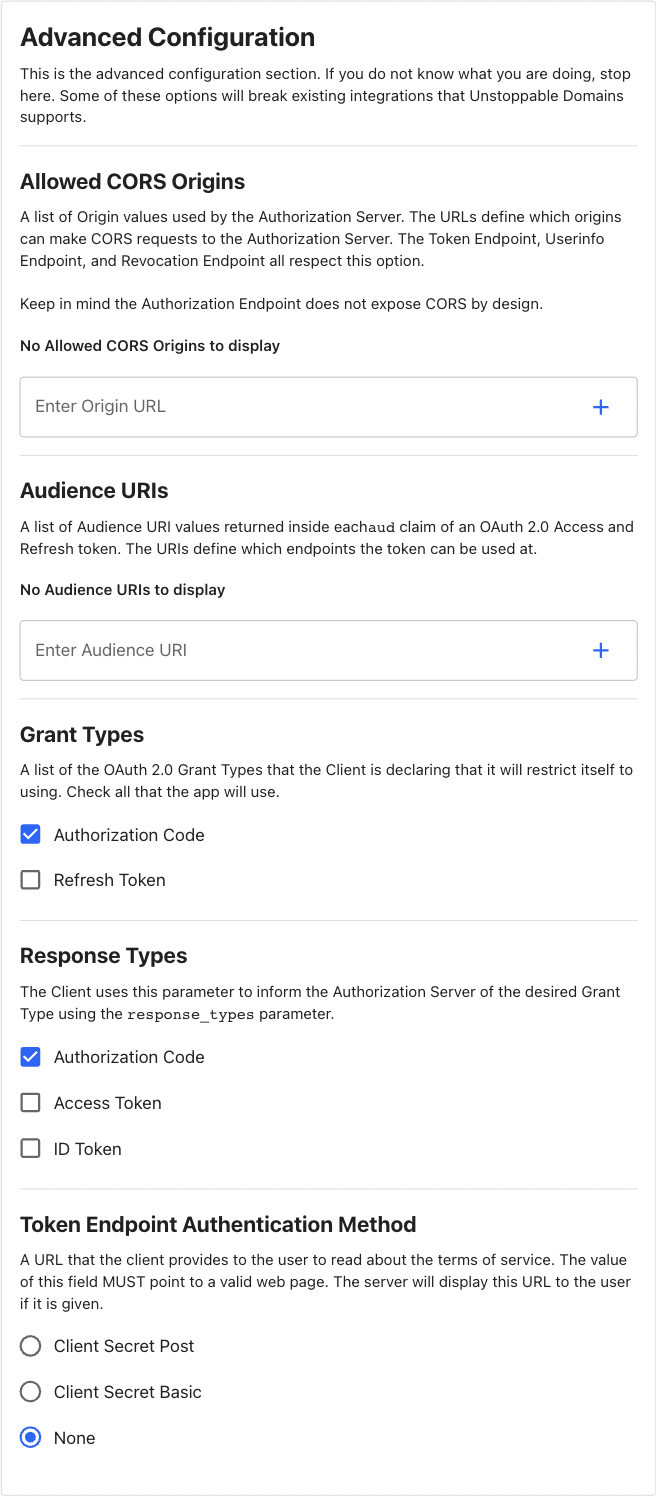 Advanced Configuration
This is the advanced configuration section. If you do not know what you are doing, stop
here. Some of these options will break existing integrations that Unstoppable Domains
supports.
Allowed CORS Origins
A list of Origin values used by the Authorization Server. The URLs define which origins
can make CORS requests to the Authorization Server. The Token Endpoint, Userinfo
Endpoint, and Revocation Endpoint all respect this option.
Keep in mind the Authorization Endpoint does not expose CORS by design.
No Allowed CORS Origins to display
Enter Origin URL +
Audience URIs
A list of Audience URI values returned inside eachaud claim of an OAuth 2.0 Access and
Refresh token. The URIs define which endpoints the token can be used at.
No Audience URIs to display
Enter Audience URI +
Grant Types
A list of the OAuth 2.0 Grant Types that the Client is declaring that it will restrict itself to
using. Check all that the app will use.
Authorization Code
Refresh Token
Response Types
The Client uses this parameter to inform the Authorization Server of the desired Grant
Type using the response_types parameter.
Authorization Code
Access Token
ID Token
Token Endpoint Authentication Method
A URL that the client provides to the user to read about the terms of service. The value
of this field MUST point to a valid web page. The server will display this URL to the user
if it is given.
Client Secret Post
Client Secret Basic
None